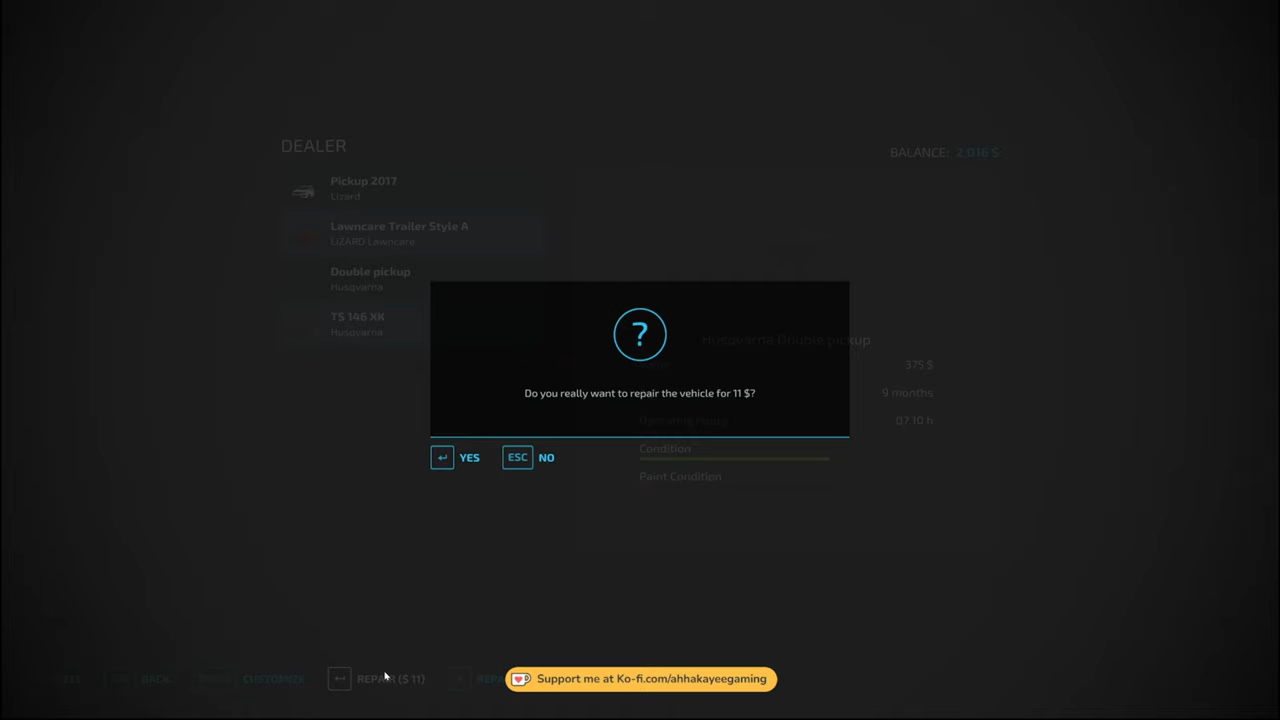 DEALER
BALANCE: 2,016 $
Pickup 2017
Lizard
Lawncare Trailer Style A
LIZARD Lawncare
Double pickup
Husqvarna
TS 146 XK
Husqvarna
?
Husqvarna Double pickup
375 $
Do you really want to repair the vehicle for 11 $?
9 months
Operating hours
07:10 h
Condition
YES
ESC NO
Paint Condition
BACK
CUSTOMIZE
REPAIR ($ 11)
Support me at Ko-fi.com/ahhakayeegaming